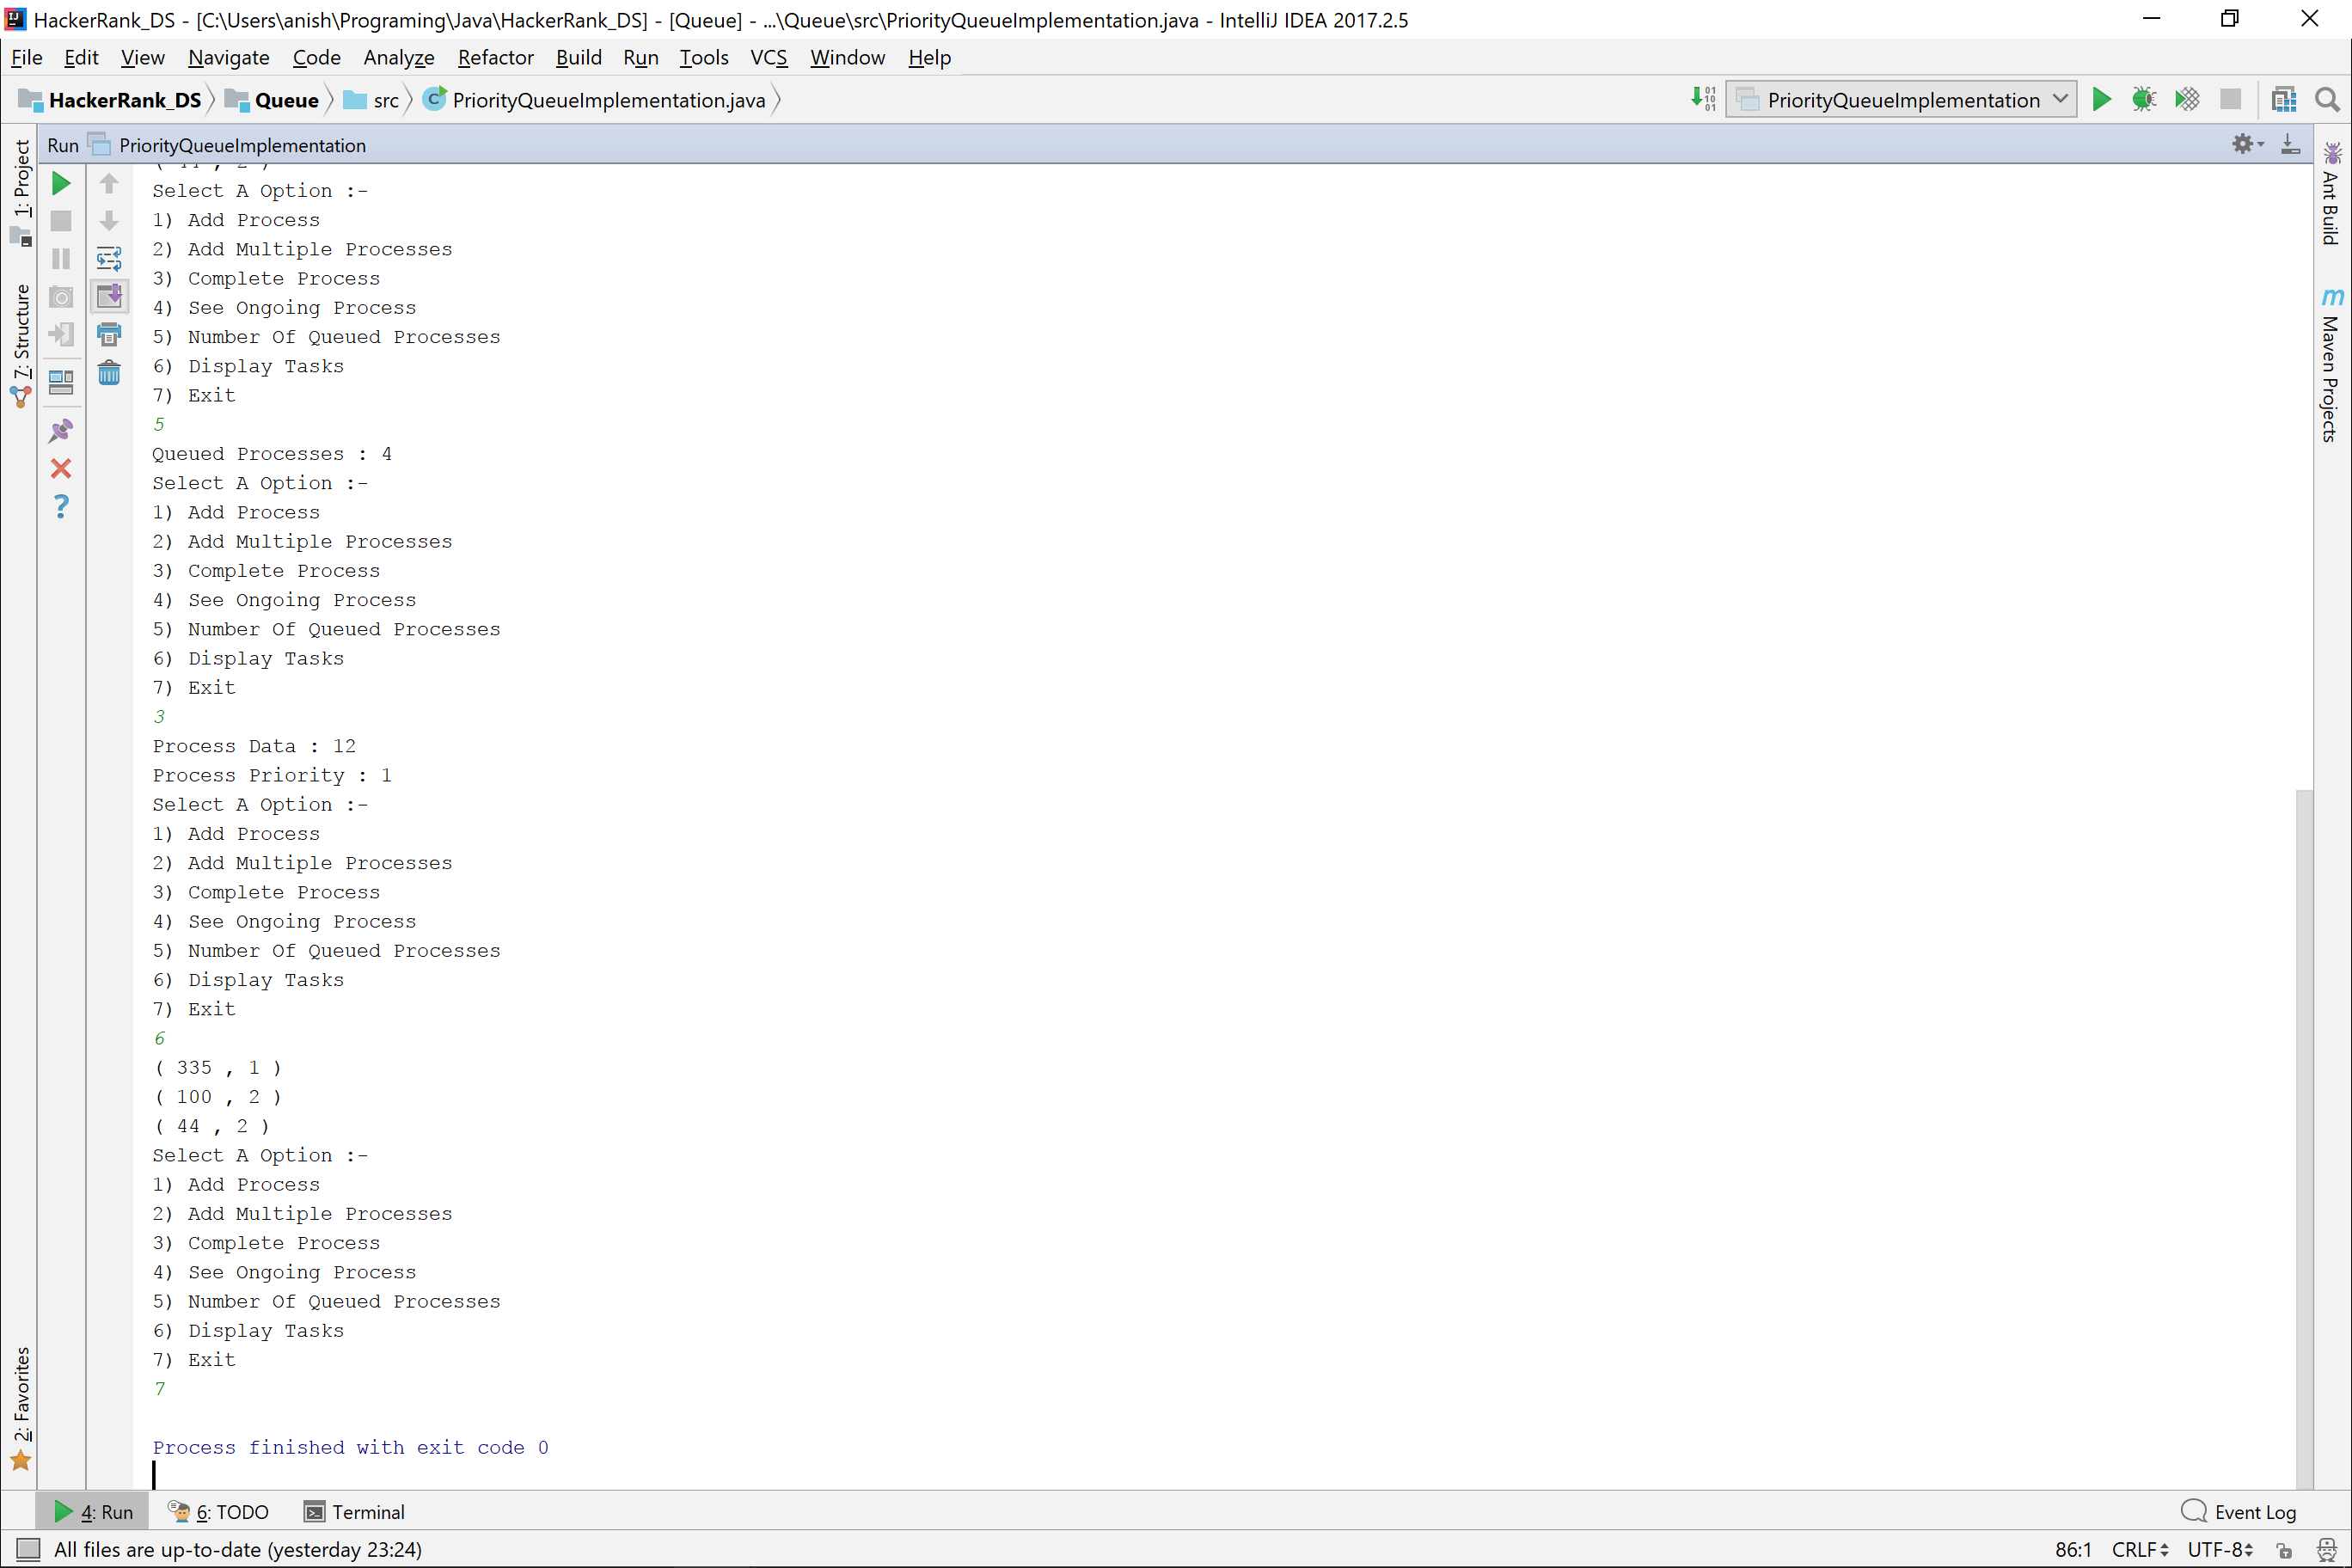 HackerRank_DS - [C:\Users\anish\Programing\Java\HackerRank_DS] - [Queue] - ...\Queue\src\PriorityQueueImplementation.java - IntelliJ IDEA 2017.2.5
File Edit View Navigate Code Analyze Refactor Build Run Tools VCS Window Help
HackerRank_DS Queue src PriorityQueueImplementation.java PriorityQueueImplementation
Run PriorityQueueImplementation
1: Project
7: Structure
2: Favorites
Ant Build
Maven Projects
Select A Option :-
1) Add Process
2) Add Multiple Processes
3) Complete Process
4) See Ongoing Process
5) Number Of Queued Processes
6) Display Tasks
7) Exit
5
Queued Processes : 4
Select A Option :-
1) Add Process
2) Add Multiple Processes
3) Complete Process
4) See Ongoing Process
5) Number Of Queued Processes
6) Display Tasks
7) Exit
3
Process Data : 12
Process Priority : 1
Select A Option :-
1) Add Process
2) Add Multiple Processes
3) Complete Process
4) See Ongoing Process
5) Number Of Queued Processes
6) Display Tasks
7) Exit
6
( 335 , 1 )
( 100 , 2 )
( 44 , 2 )
Select A Option :-
1) Add Process
2) Add Multiple Processes
3) Complete Process
4) See Ongoing Process
5) Number Of Queued Processes
6) Display Tasks
7) Exit
7
Process finished with exit code 0
4: Run 6: TODO Terminal Event Log
All files are up-to-date (yesterday 23:24) 86:1 CRLF UTF-8